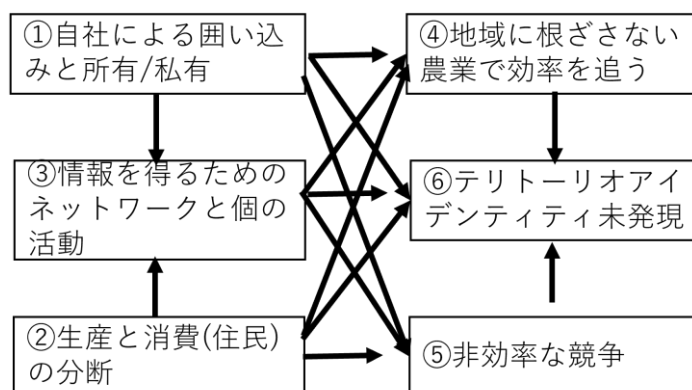 ①自社による囲い込
みと所有/私有
④地域に根ざさない
農業で効率を追う
③情報を得るための
ネットワークと個の
活動
⑥テリトーリオアイ
デンティティ未発現
②生産と消費(住民)
の分断
⑤非効率な競争